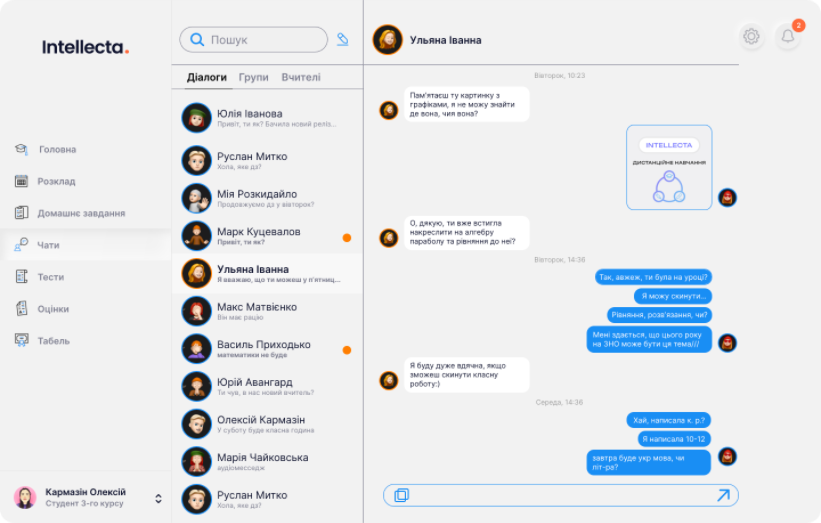 Intellecta.
Головна
Розклад
Домашнє завдання
Чати
Тести
Оцінки
Табель
Кармазін Олексій
Студент 3-го курсу
Пошук
Діалоги Групи Вчителі
Юлія Іванова
Привіт, ти як? Бачила новий реліз...
Руслан Митко
Хола, яке дз?
Мія Розкидайло
Продовжуємо дз у вівторок?
Марк Куцевалов
Привіт, ти як?
Ульяна Іванна
Я вважаю, що ти можеш у п'ятниц...
Макс Матвієнко
Він має рацію
Василь Приходько
математики не буде
Юрій Авангард
Ти чув, в нас новий вчитель?
Олексій Кармазін
У суботу буде класна година
Марія Чайковська
аудіомесседж
Руслан Митко
Хола, яке дз?
Ульяна Іванна
2
Вівторок, 10:23
Пам'ятаєш ту картинку з
графіками, я не можу знайти
де вона, чия вона?
INTELLECTA
ДИСТАНЦІЙНЕ НАВЧАННЯ
О, дякую, ти вже встигла
накреслити на алгебру
параболу та рівняння до неї?
Вівторок, 14:36
Так, авжеж, ти була на уроці?
Я можу скинути...
Рівняння, розв'язання, чи?
Мені здається, що цього року
на ЗНО може бути ця тема///
Я буду дуже вдячна, якщо
зможеш скинути класну
роботу:)
Середа, 14:36
Хай, написала к. р.?
Я написала 10-12
завтра буде укр мова, чи
літ-ра?